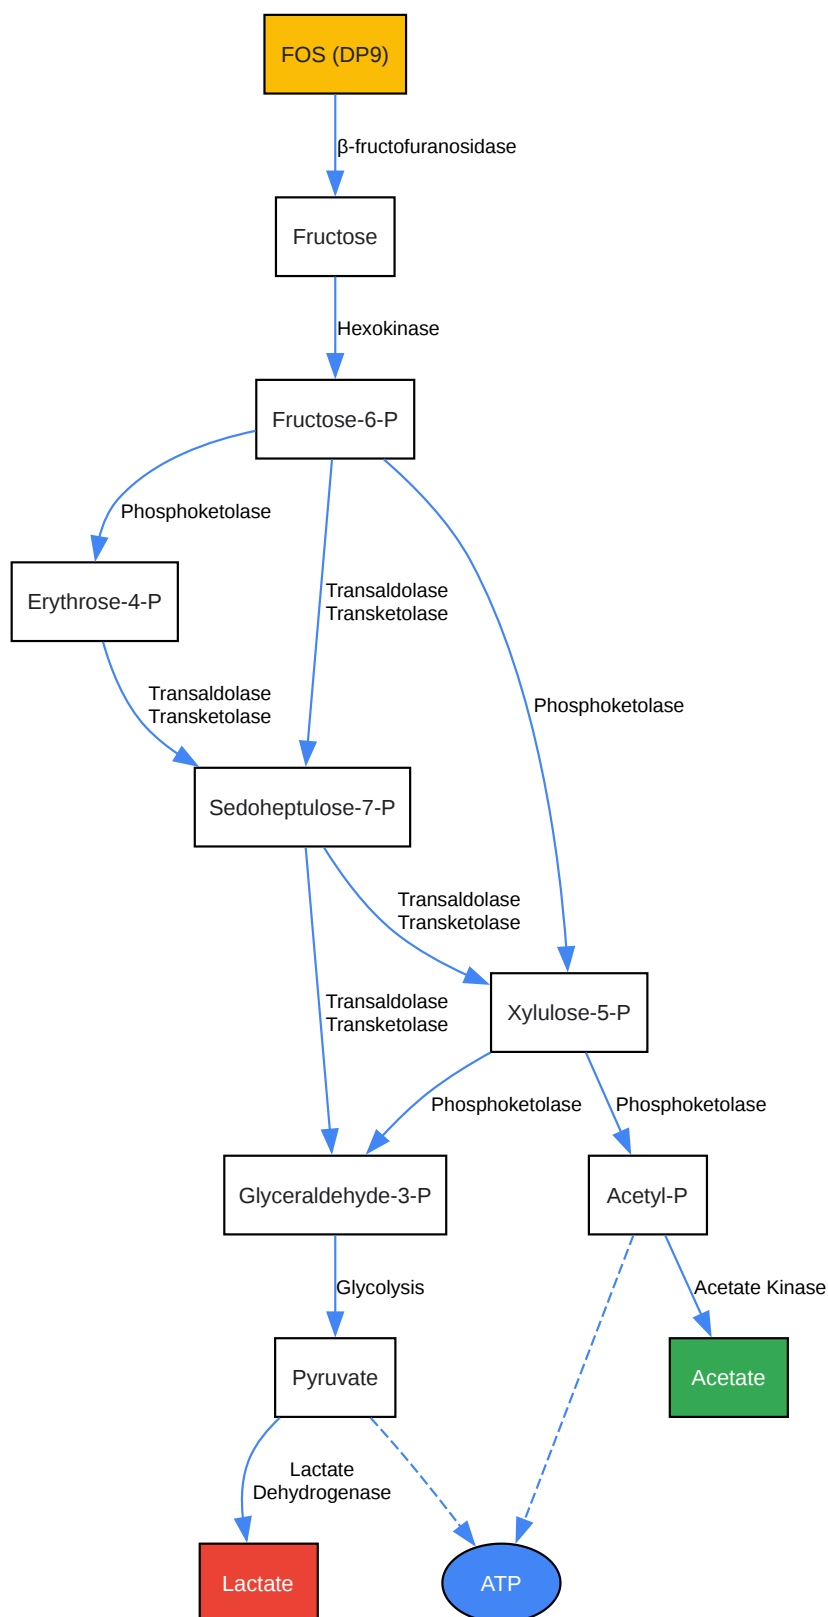 FOS (DP9)
β-fructofuranosidase
Fructose
Hexokinase
Fructose-6-P
Phosphoketolase
Erythrose-4-P
Transaldolase
Transketolase
Transaldolase
Transketolase
Phosphoketolase
Sedoheptulose-7-P
Transaldolase
Transketolase
Transaldolase
Transketolase
Xylulose-5-P
Phosphoketolase
Phosphoketolase
Glyceraldehyde-3-P
Acetyl-P
Glycolysis
Acetate Kinase
Pyruvate
Acetate
Lactate
Dehydrogenase
Lactate
ATP